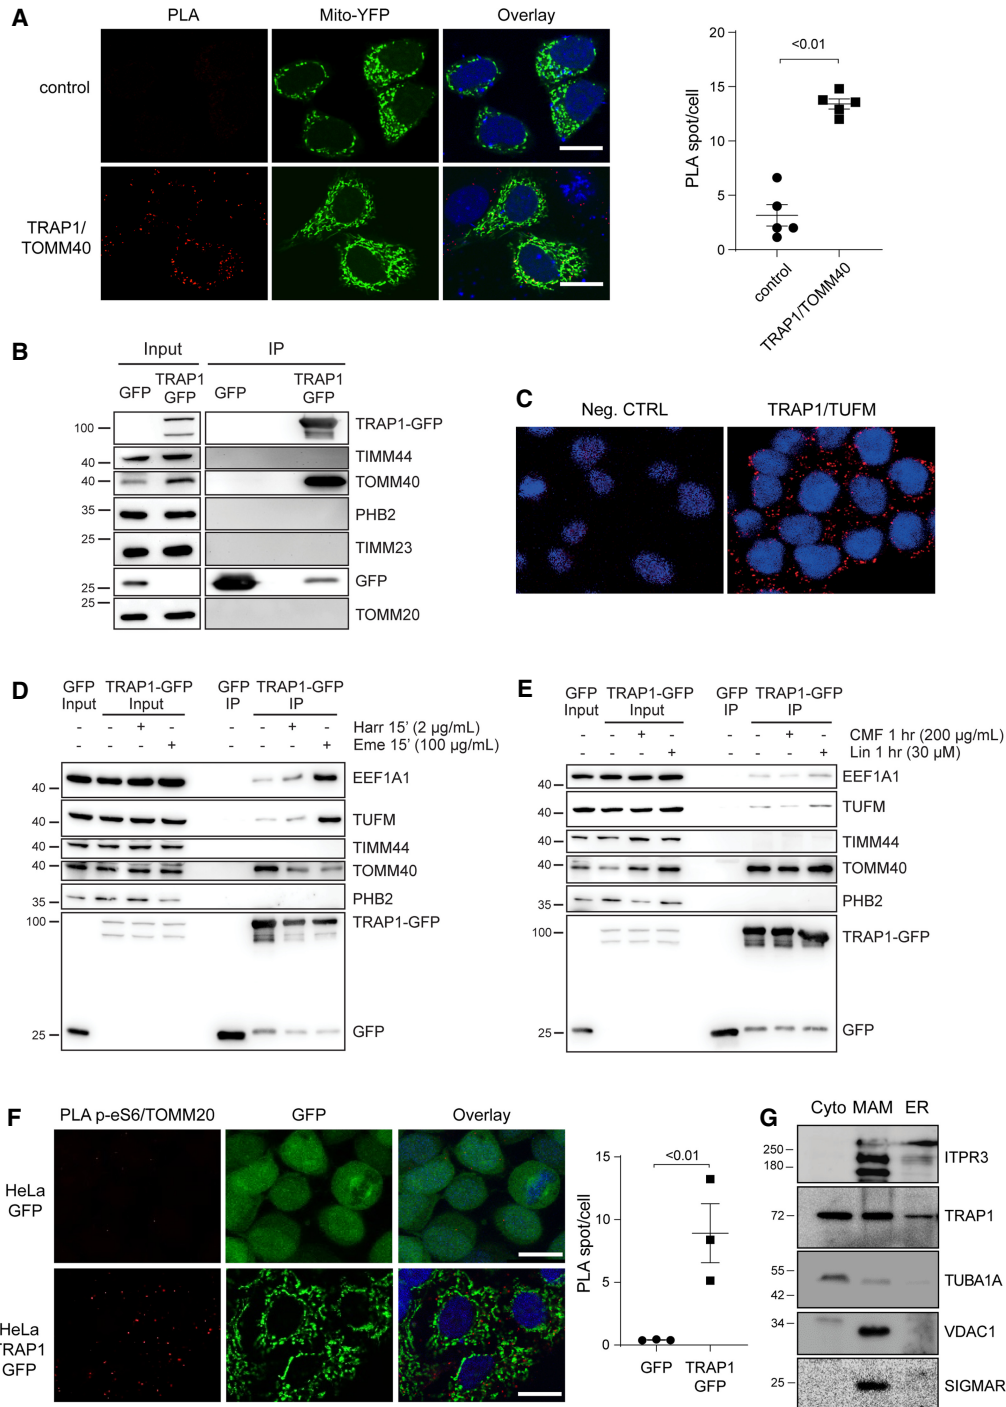 A
PLA
Mito-YFP
Overlay
control
TRAP1/
TOMM40
PLA spot/cell
20
15
10
5
0
<0.01
control
TRAP1/TOMM40
B
Input
IP
GFP
TRAP1
GFP
GFP
TRAP1
GFP
100
TRAP1-GFP
40
TIMM44
40
TOMM40
35
PHB2
25
TIMM23
25
GFP
25
TOMM20
C
Neg. CTRL
TRAP1/TUFM
D
GFP
Input
TRAP1-GFP
Input
GFP
IP
TRAP1-GFP
IP
- - + - - - + - Harr 15' (2 µg/mL)
- - - + - - - + Eme 15' (100 µg/mL)
40
EEF1A1
40
TUFM
40
TIMM44
40
TOMM40
35
PHB2
100
TRAP1-GFP
25
GFP
E
GFP
Input
TRAP1-GFP
Input
GFP
IP
TRAP1-GFP
IP
- - + - - - + - CMF 1 hr (200 µg/mL)
- - - + - - - + Lin 1 hr (30 µM)
40
EEF1A1
40
TUFM
40
TIMM44
40
TOMM40
35
PHB2
100
TRAP1-GFP
25
GFP
F
PLA p-eS6/TOMM20
GFP
Overlay
HeLa
GFP
HeLa
TRAP1
GFP
PLA spot/cell
15
10
5
0
<0.01
GFP
TRAP1
GFP
G
Cyto MAM ER
250
180
ITPR3
72
TRAP1
55
42
TUBA1A
34
VDAC1
25
SIGMAR